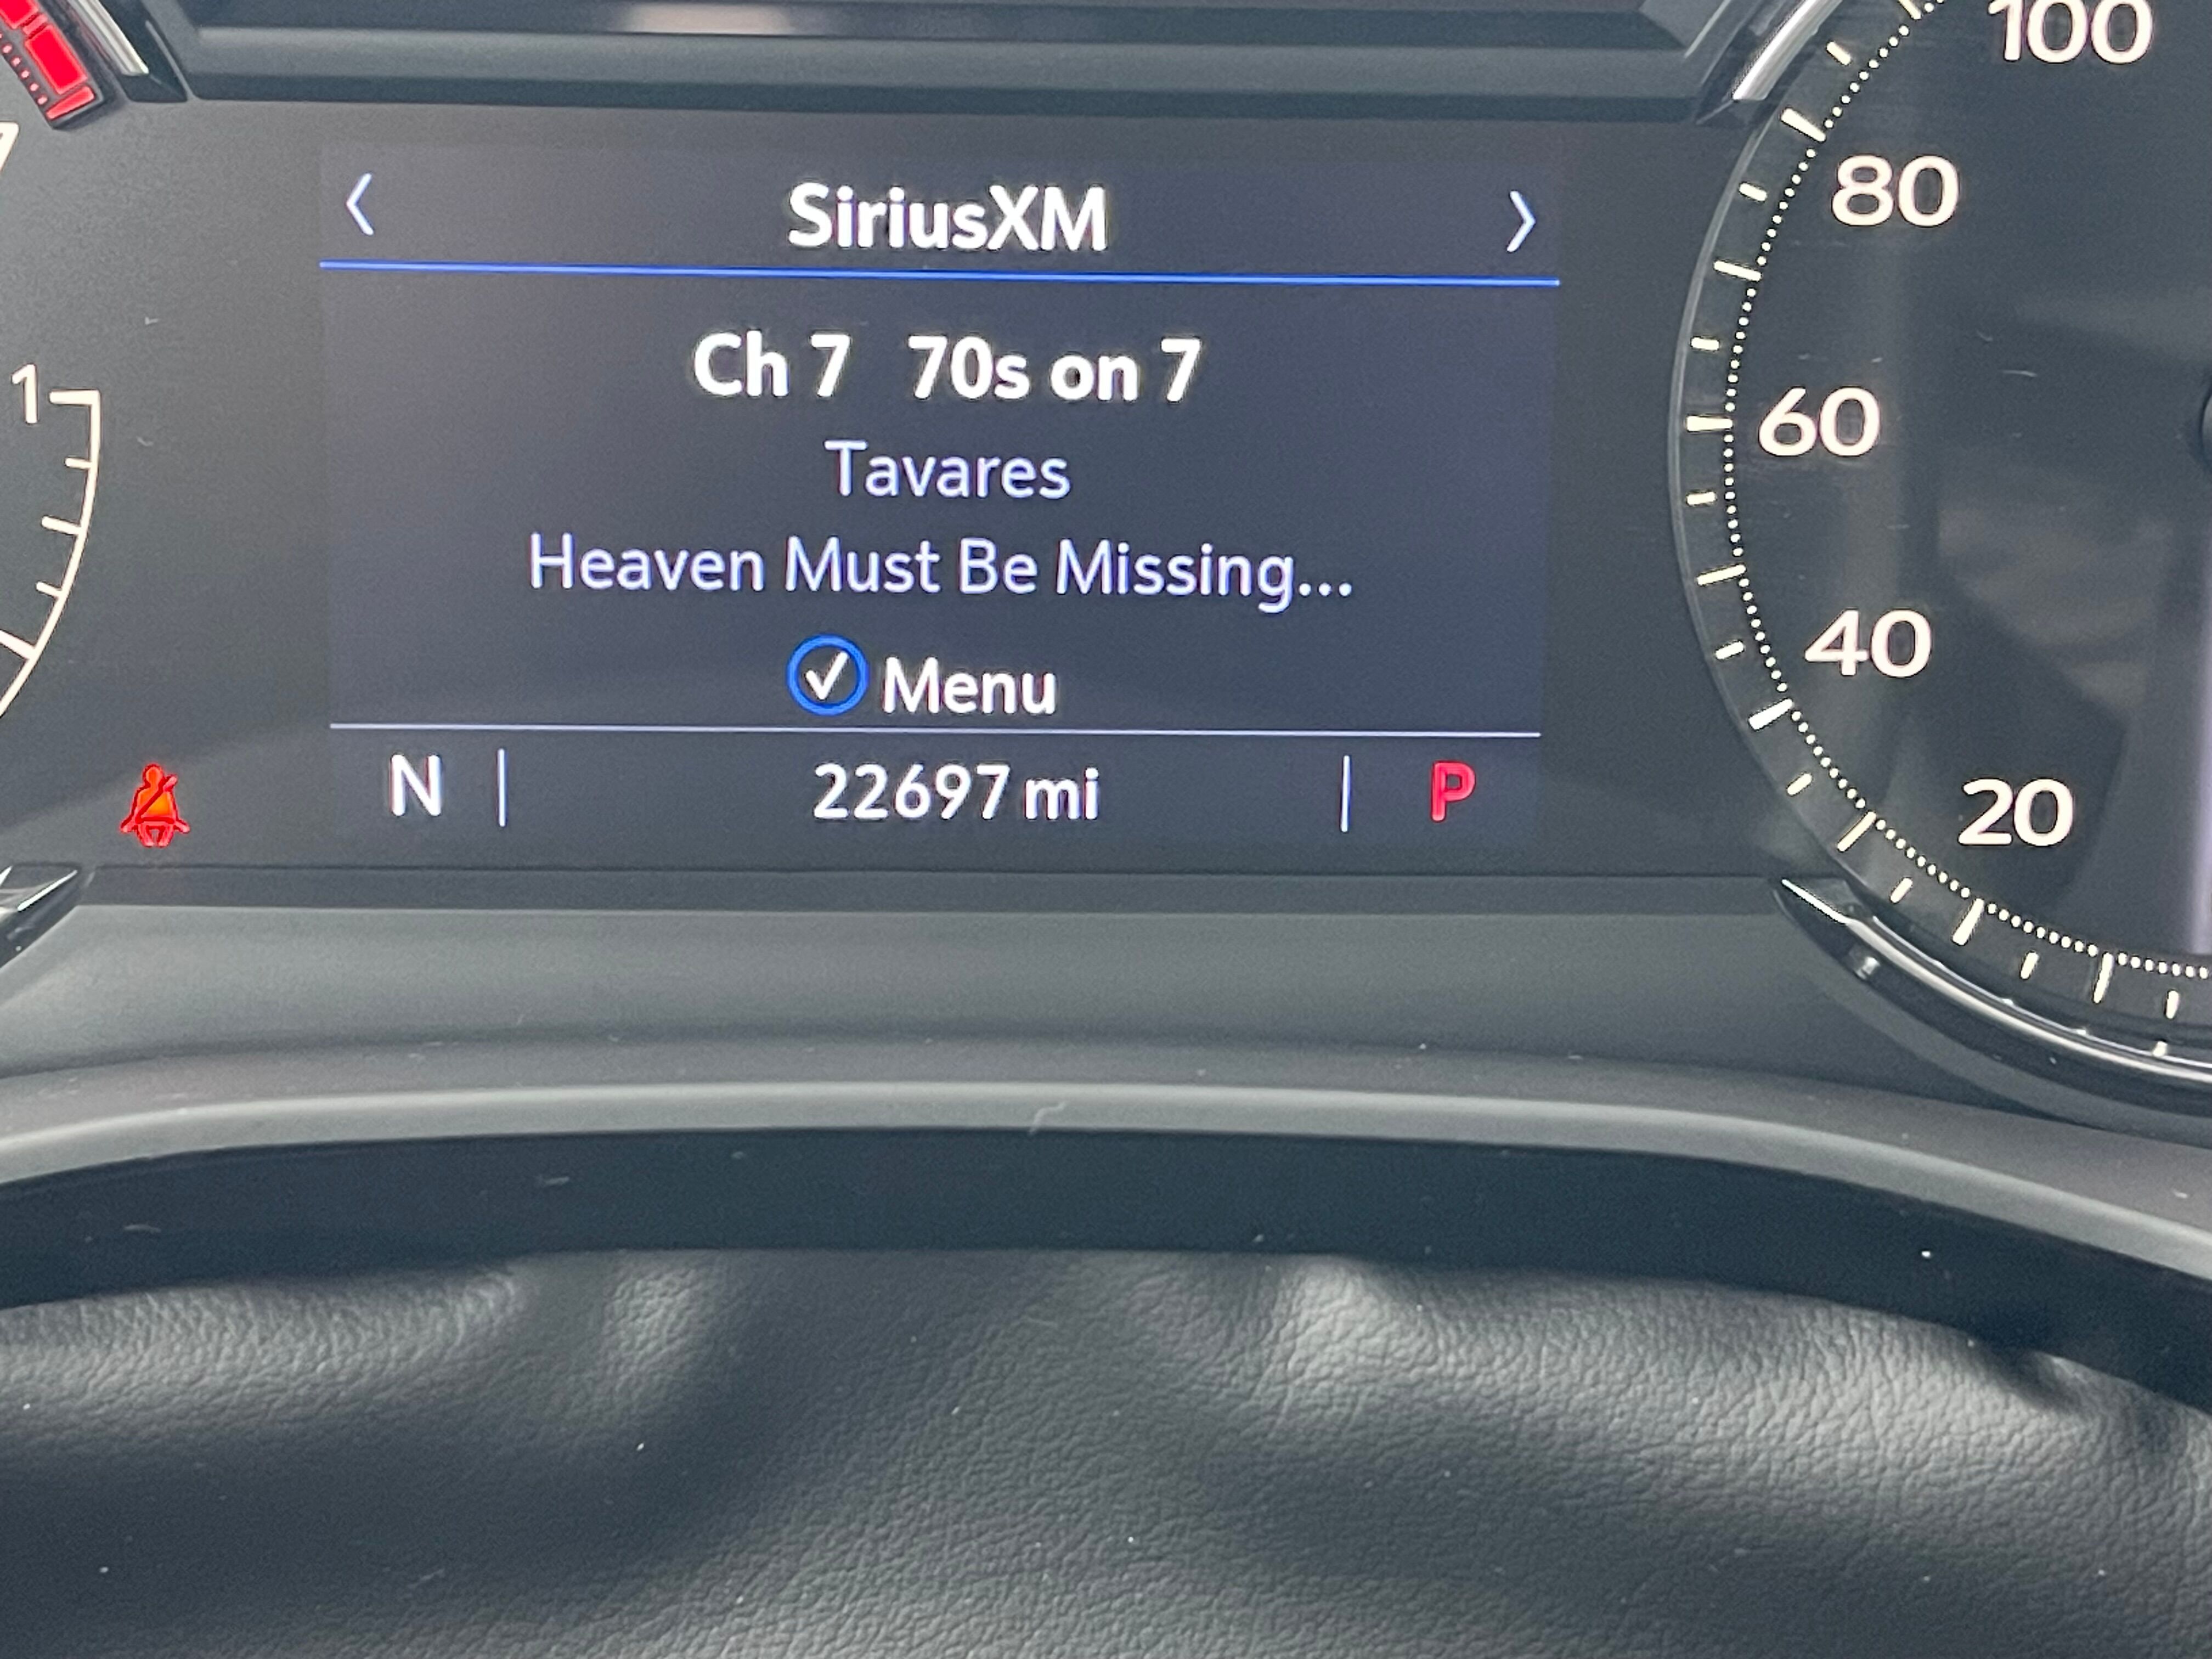 SiriusXM
Ch 7 70s on 7
Tavares
Heaven Must Be Missing...
Menu
N 22697 mi P
100
80
60
40
20
1
7